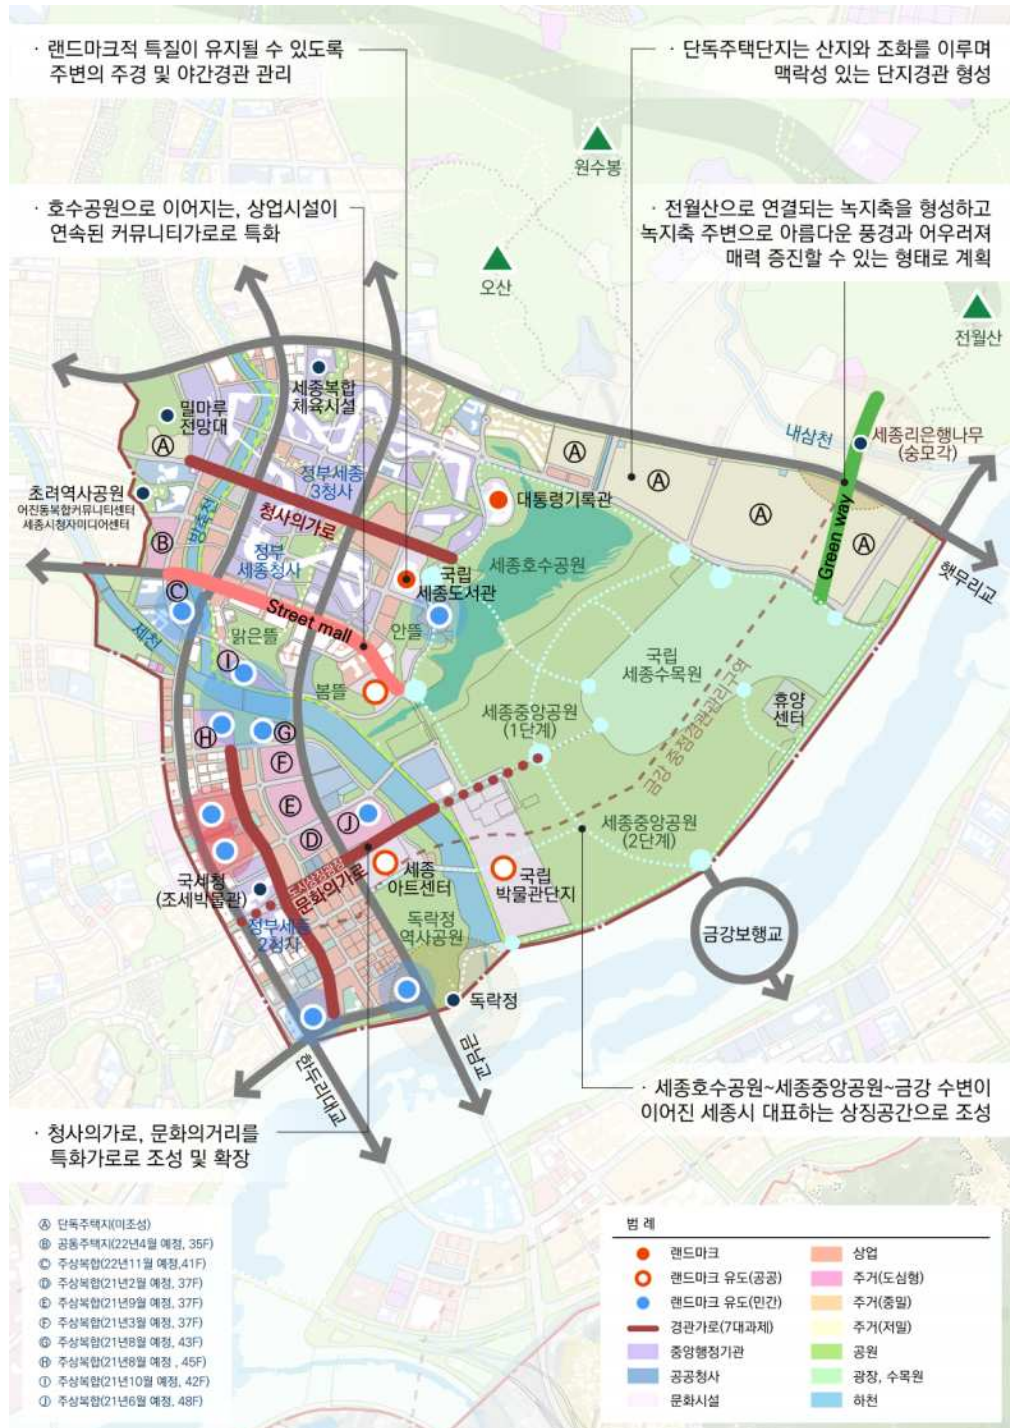 · 랜드마크적 특질이 유지될 수 있도록
주변의 주경 및 야간경관 관리
· 단독주택단지는 산지와 조화를 이루며
맥락성 있는 단지경관 형성
원수봉
· 호수공원으로 이어지는, 상업시설이
연속된 커뮤니티가로로 특화
· 전월산으로 연결되는 녹지축을 형성하고
녹지축 주변으로 아름다운 풍경과 어우러져
매력 증진할 수 있는 형태로 계획
오산
전월산
세종복합
체육시설
밀마루
전망대
Ⓐ
내삼천
세종리은행나무
(숭모각)
Ⓐ
Ⓐ
Ⓐ
Ⓐ
정부세종
3청사
청사의가로
대통령기록관
초려역사공원
어진동복합커뮤니티센터
세종시청자미디어센터
방축천
Ⓑ
정부
세종청사
세종호수공원
Green way
햇무리교
국립
세종도서관
Ⓒ
Street mall
제천
맑은뜰
안뜰
Ⓘ
봄뜰
국립
세종수목원
휴양
센터
세종중앙공원
(1단계)
금강 중점경관관리구역
Ⓗ
Ⓖ
Ⓕ
Ⓔ
Ⓓ
Ⓙ
세종중앙공원
(2단계)
도시상징광장
문화의가로
세종
아트센터
국립
박물관단지
국세청
(조세박물관)
정부세종
2청사
독락정
역사공원
금강보행교
독락정
한두리대교
금남교
· 세종호수공원~세종중앙공원~금강 수변이
이어진 세종시 대표하는 상징공간으로 조성
· 청사의가로, 문화의거리를
특화가로로 조성 및 확장
Ⓐ 단독주택지(미조성)
Ⓑ 공동주택지(22년4월 예정, 35F)
Ⓒ 주상복합(22년11월 예정,41F)
Ⓓ 주상복합(21년2월 예정, 37F)
Ⓔ 주상복합(21년9월 예정, 37F)
Ⓕ 주상복합(21년3월 예정, 37F)
Ⓖ 주상복합(21년8월 예정, 43F)
Ⓗ 주상복합(21년8월 예정 , 45F)
Ⓘ 주상복합(21년10월 예정, 42F)
Ⓙ 주상복합(21년6월 예정, 48F)
범 례
랜드마크
랜드마크 유도(공공)
랜드마크 유도(민간)
경관가로(7대과제)
중앙행정기관
공공청사
문화시설
상업
주거(도심형)
주거(중밀)
주거(저밀)
공원
광장, 수목원
하천